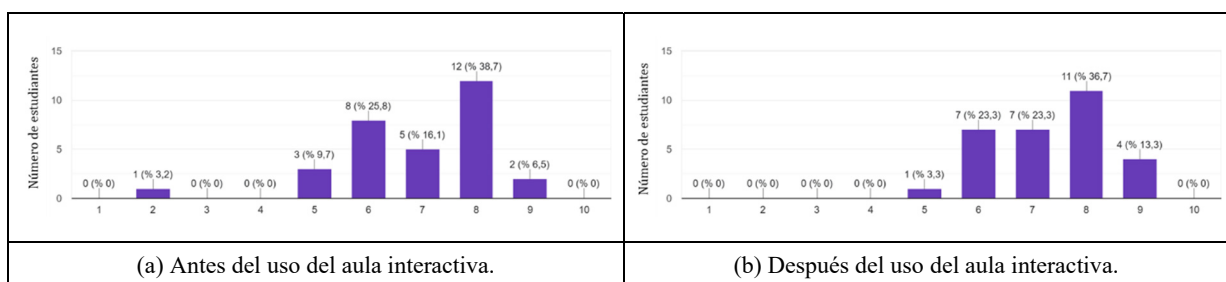 Número de estudiantes
15
10
5
0
0 (% 0)
1 (% 3,2)
0 (% 0)
0 (% 0)
3 (% 9,7)
8 (% 25,8)
5 (% 16,1)
12 (% 38,7)
2 (% 6,5)
0 (% 0)
1 2 3 4 5 6 7 8 9 10
(a) Antes del uso del aula interactiva.
Número de estudiantes
15
10
5
0
0 (% 0)
0 (% 0)
0 (% 0)
0 (% 0)
1 (% 3,3)
7 (% 23,3)
7 (% 23,3)
11 (% 36,7)
4 (% 13,3)
0 (% 0)
1 2 3 4 5 6 7 8 9 10
(b) Después del uso del aula interactiva.